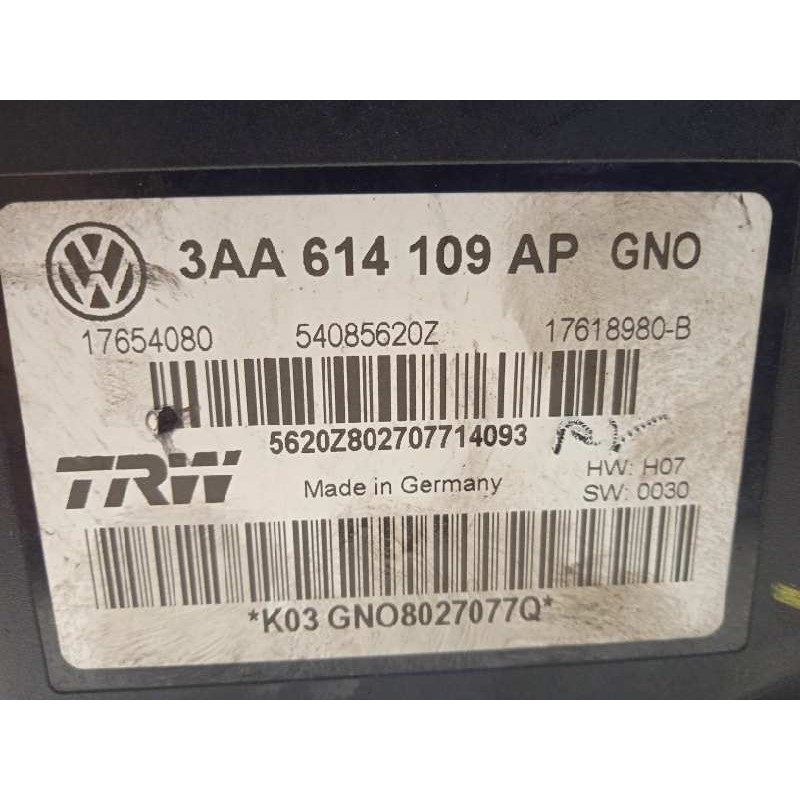 3AA 614 109 AP GNO
17654080 54085620Z 17618980-B
5620Z802707714093
TRW Made in Germany HW: H07
SW: 0030
*K03 GNO8027077Q*